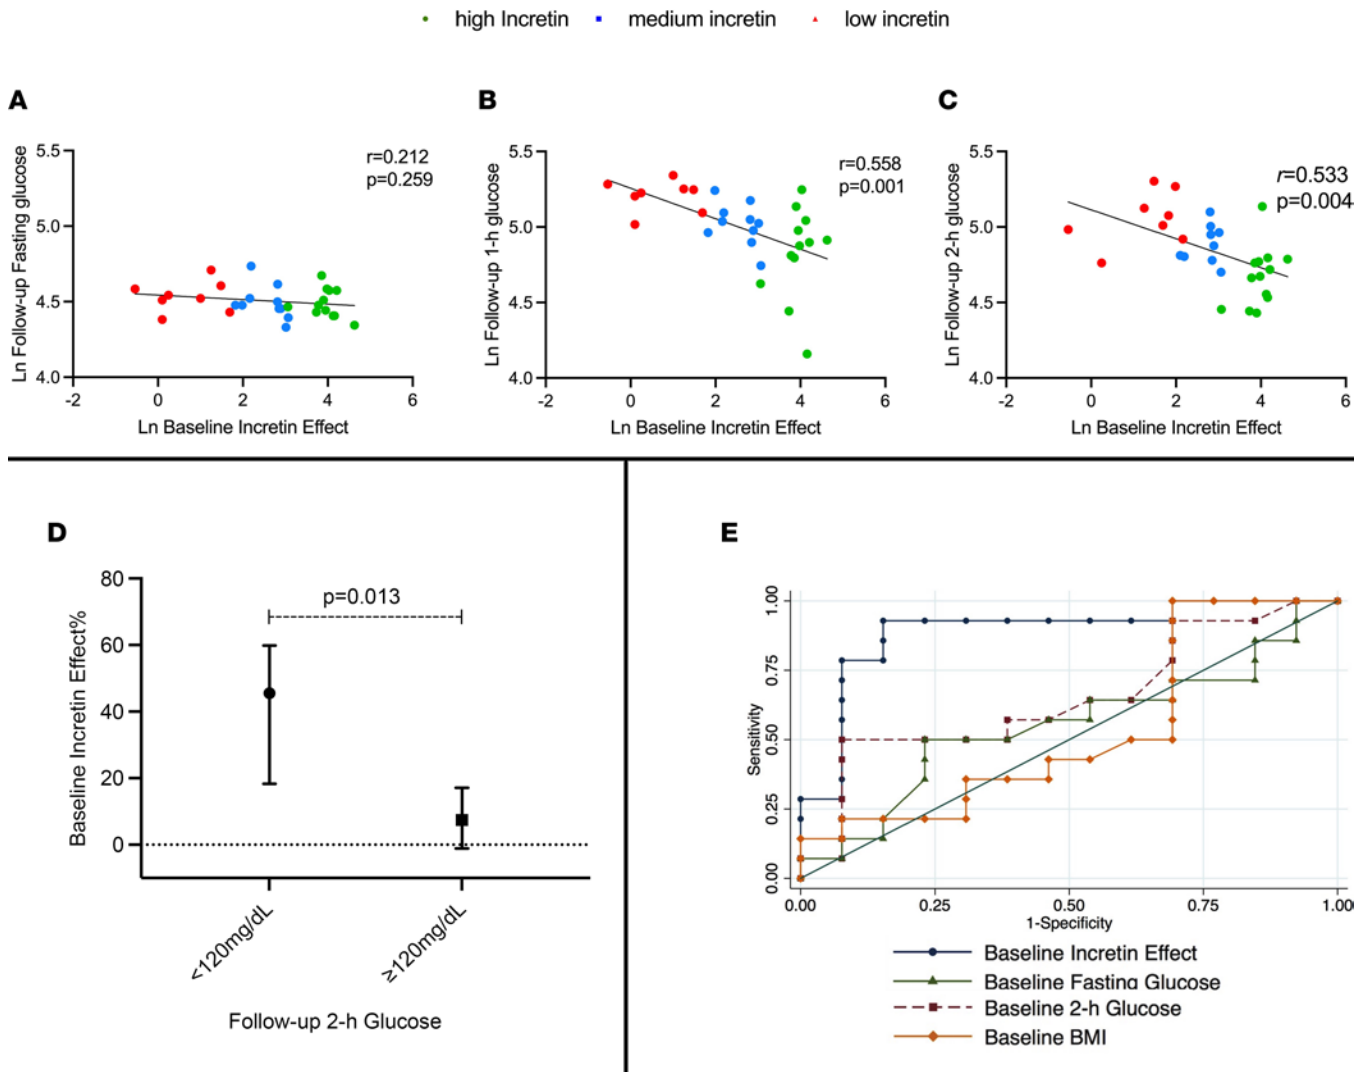 high Incretin medium incretin low incretin
A
Ln Follow-up Fasting glucose
5.5
5.0
4.5
4.0
-2 0 2 4 6
Ln Baseline Incretin Effect
r=0.212
p=0.259
B
Ln Follow-up 1-h glucose
5.5
5.0
4.5
4.0
-2 0 2 4 6
Ln Baseline Incretin Effect
r=0.558
p=0.001
C
Ln Follow-up 2-h glucose
5.5
5.0
4.5
4.0
-2 0 2 4 6
Ln Baseline Incretin Effect
r=0.533
p=0.004
D
Baseline Incretin Effect%
80
60
40
20
0
p=0.013
<120mg/dL
≥120mg/dL
Follow-up 2-h Glucose
E
Sensitivity
1.00
0.75
0.50
0.25
0.00
0.00 0.25 0.50 0.75 1.00
1-Specificity
Baseline Incretin Effect
Baseline Fasting Glucose
Baseline 2-h Glucose
Baseline BMI